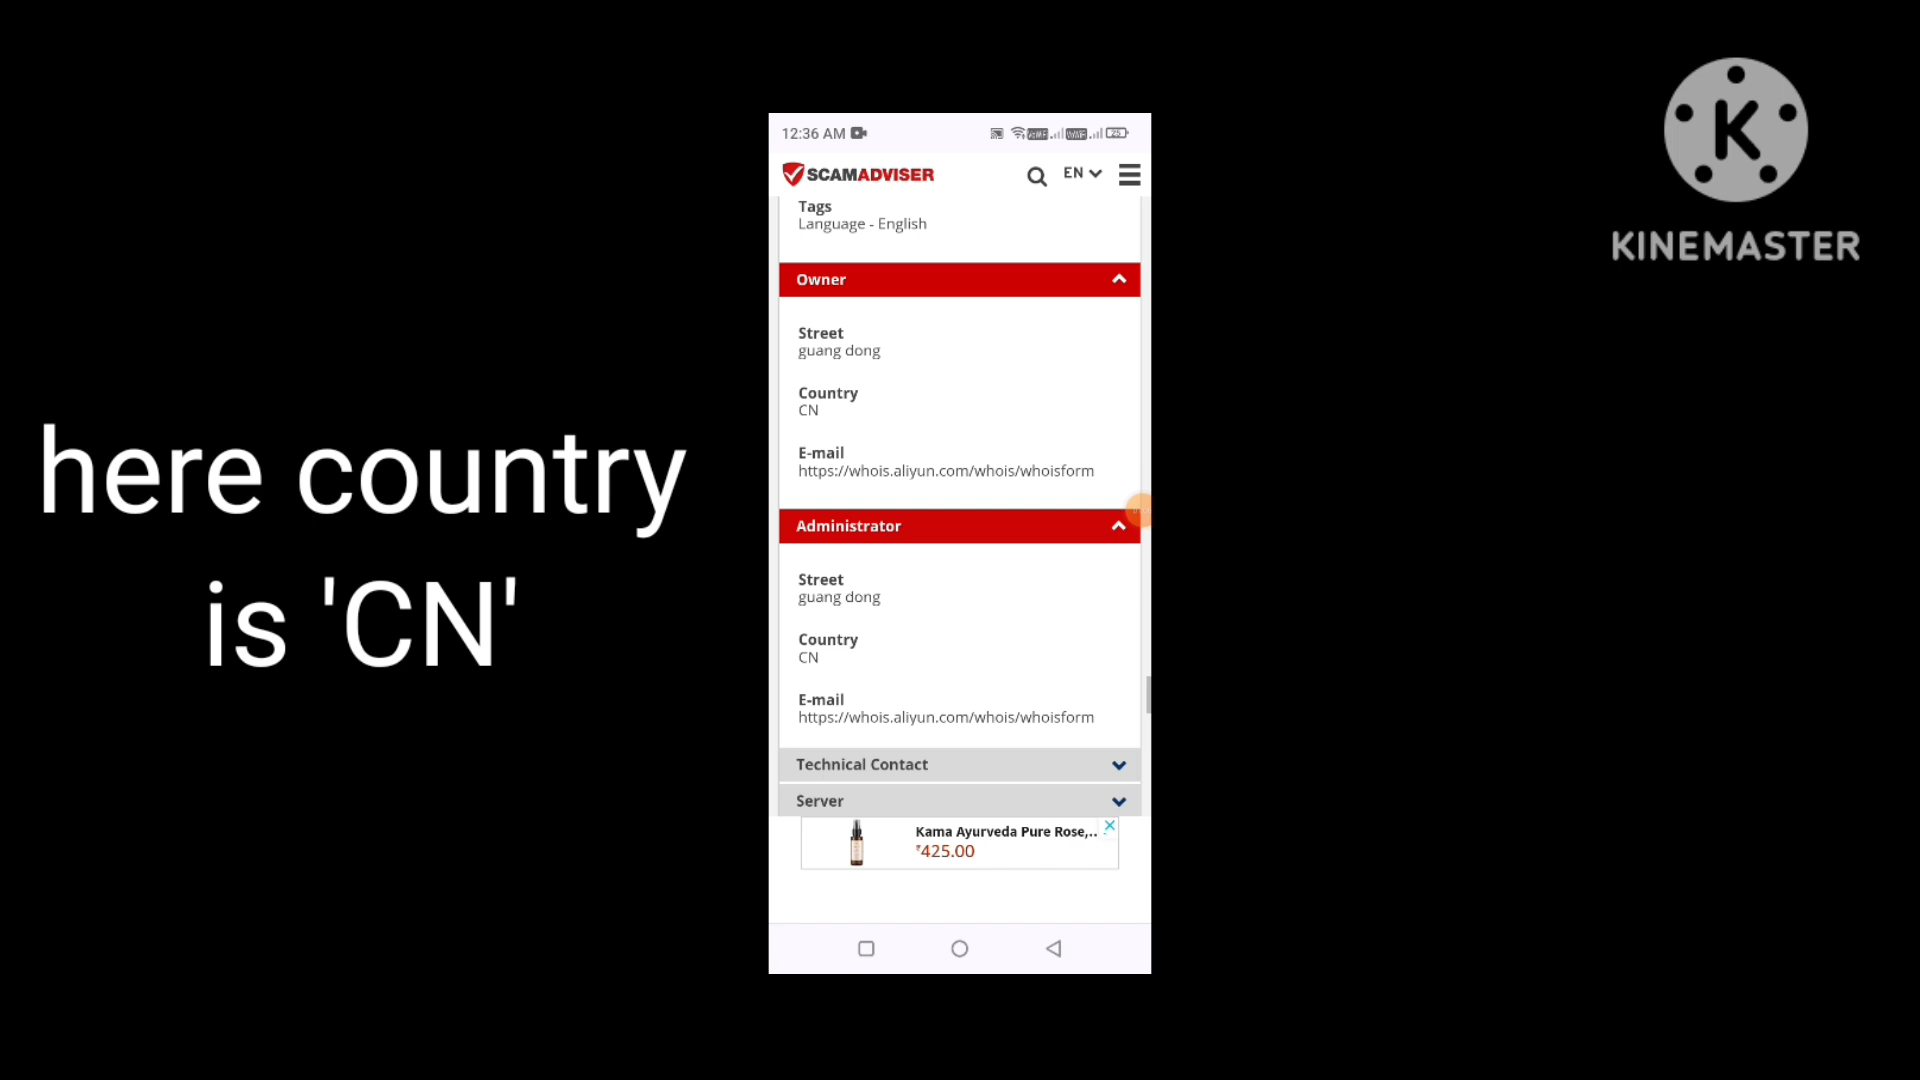 here country
is 'CN'
12:36 AM
25
SCAMADVISER
EN
Tags
Language - English
Owner
Street
guang dong
Country
CN
E-mail
https://whois.aliyun.com/whois/whoisform
Administrator
Street
guang dong
Country
CN
E-mail
https://whois.aliyun.com/whois/whoisform
Technical Contact
Server
Kama Ayurveda Pure Rose,..
₹425.00
K
KINEMASTER